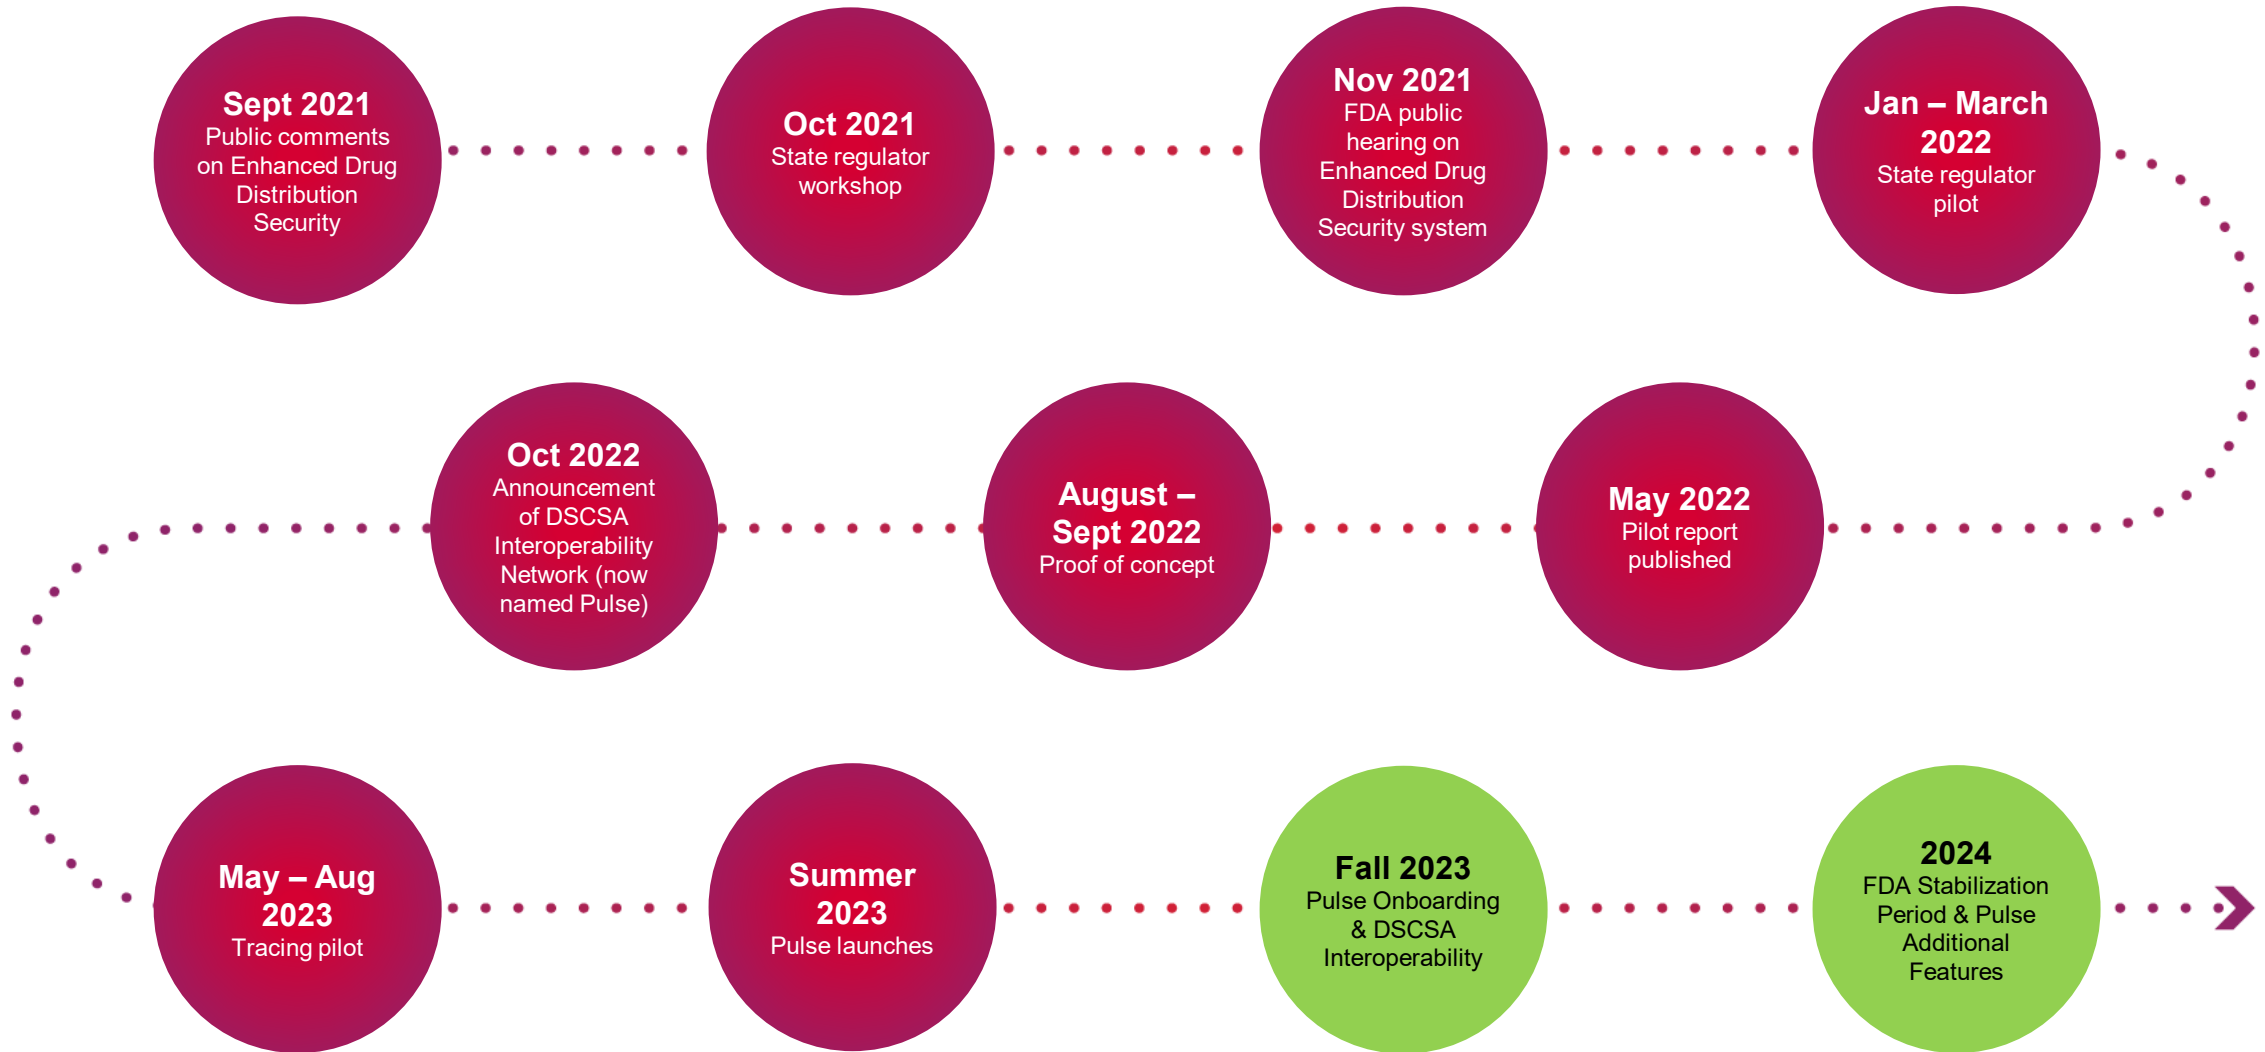 Sept 2021
Public comments
on Enhanced Drug
Distribution
Security
Oct 2021
State regulator
workshop
Nov 2021
FDA public
hearing on
Enhanced Drug
Distribution
Security system
Jan – March
2022
State regulator
pilot
May 2022
Pilot report
published
August –
Sept 2022
Proof of concept
Oct 2022
Announcement
of DSCSA
Interoperability
Network (now
named Pulse)
May – Aug
2023
Tracing pilot
Summer
2023
Pulse launches
Fall 2023
Pulse Onboarding
& DSCSA
Interoperability
2024
FDA Stabilization
Period & Pulse
Additional
Features